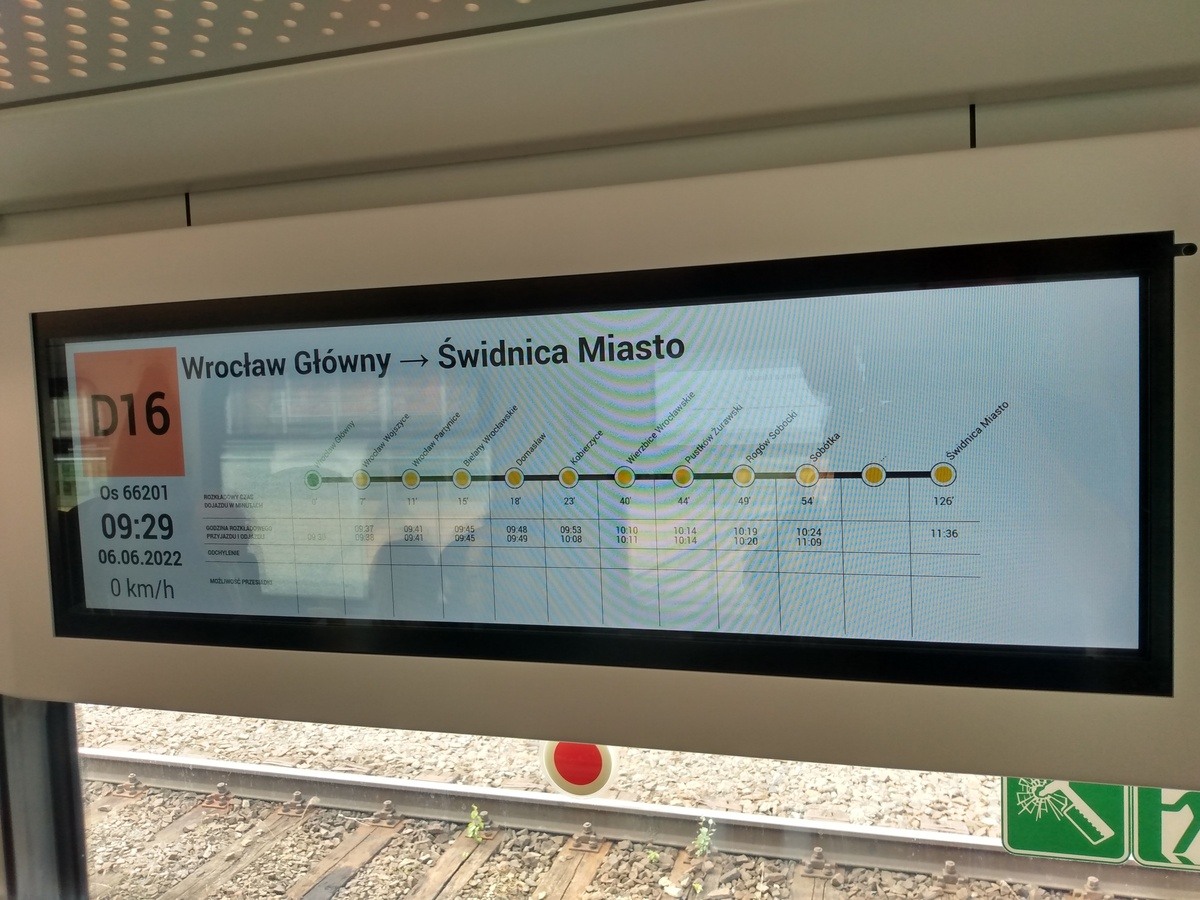 Wrocław Główny → Świdnica Miasto
D16
Os 66201
09:29
06.06.2022
0 km/h
Główny
Wrocław Wojszyce
Wrocław Partynice
Bielany Wrocławskie
Domasław
Kobierzyce
Wierzbice Wrocławskie
Pustków Żurawski
Rogów Sobocki
Sobótka
...
Świdnica Miasto
ROZKŁADOWY CZAS
DOJAZDU W MINUTACH
7' 11' 15' 18' 23' 40' 44' 49' 54' 126'
GODZINA ROZKŁADOWEGO
PRZYJAZDU I ODJAZDU
09:37 09:41 09:45 09:48 09:53 10:10 10:14 10:19 10:24 11:36
09:38 09:41 09:45 09:49 10:08 10:11 10:14 10:20 11:09
ODCHYLENIE
MOŻLIWOŚĆ PRZESIADKI